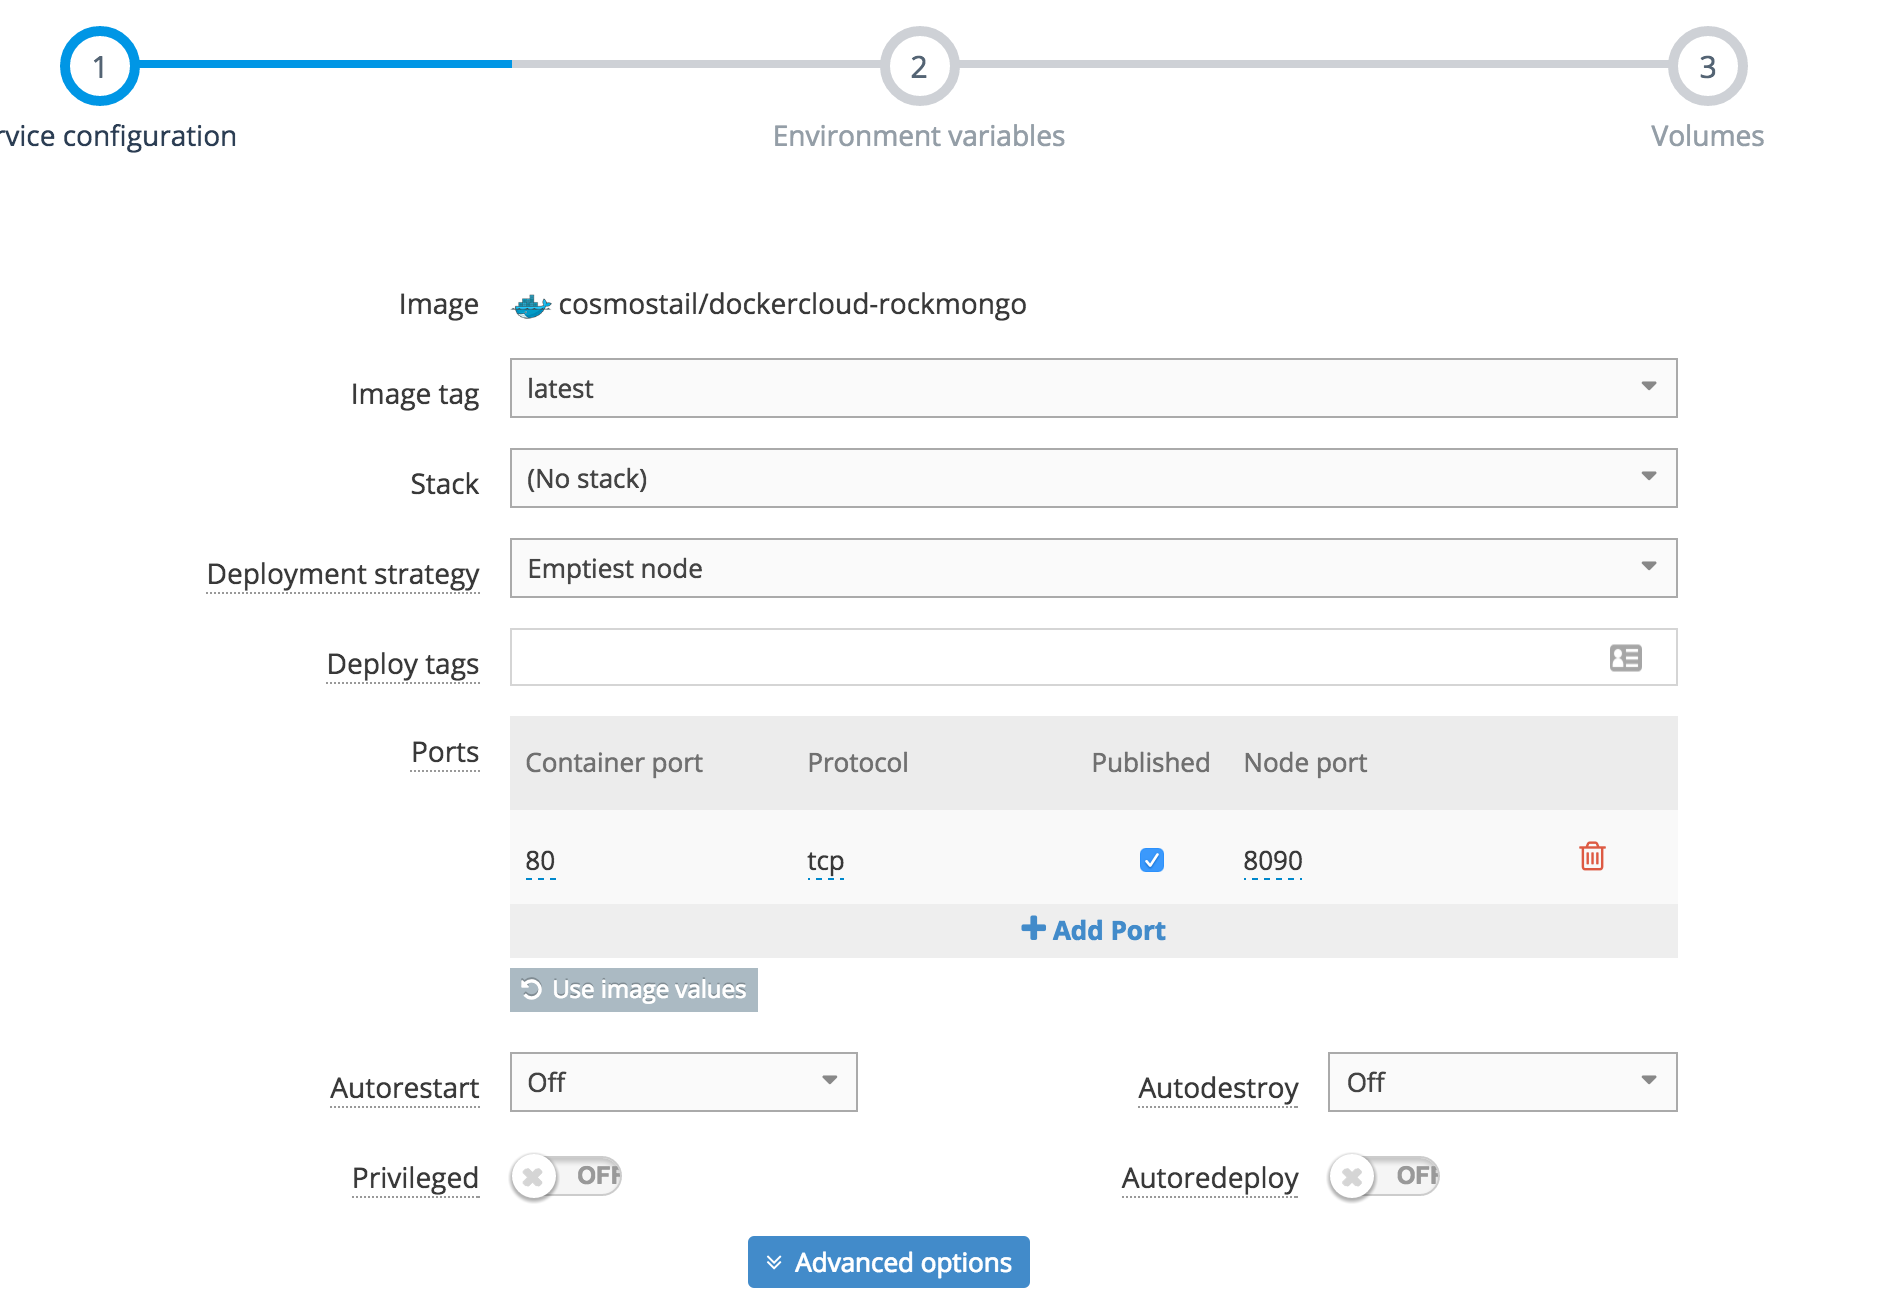 1 2 3
rvice configuration Environment variables Volumes
Image cosmostail/dockercloud-rockmongo
Image tag latest
Stack (No stack)
Deployment strategy Emptiest node
Deploy tags
Ports Container port Protocol Published Node port
80 tcp 8090
Add Port
Use image values
Autorestart Off Autodestroy Off
Privileged OFF Autoredeploy OFF
Advanced options